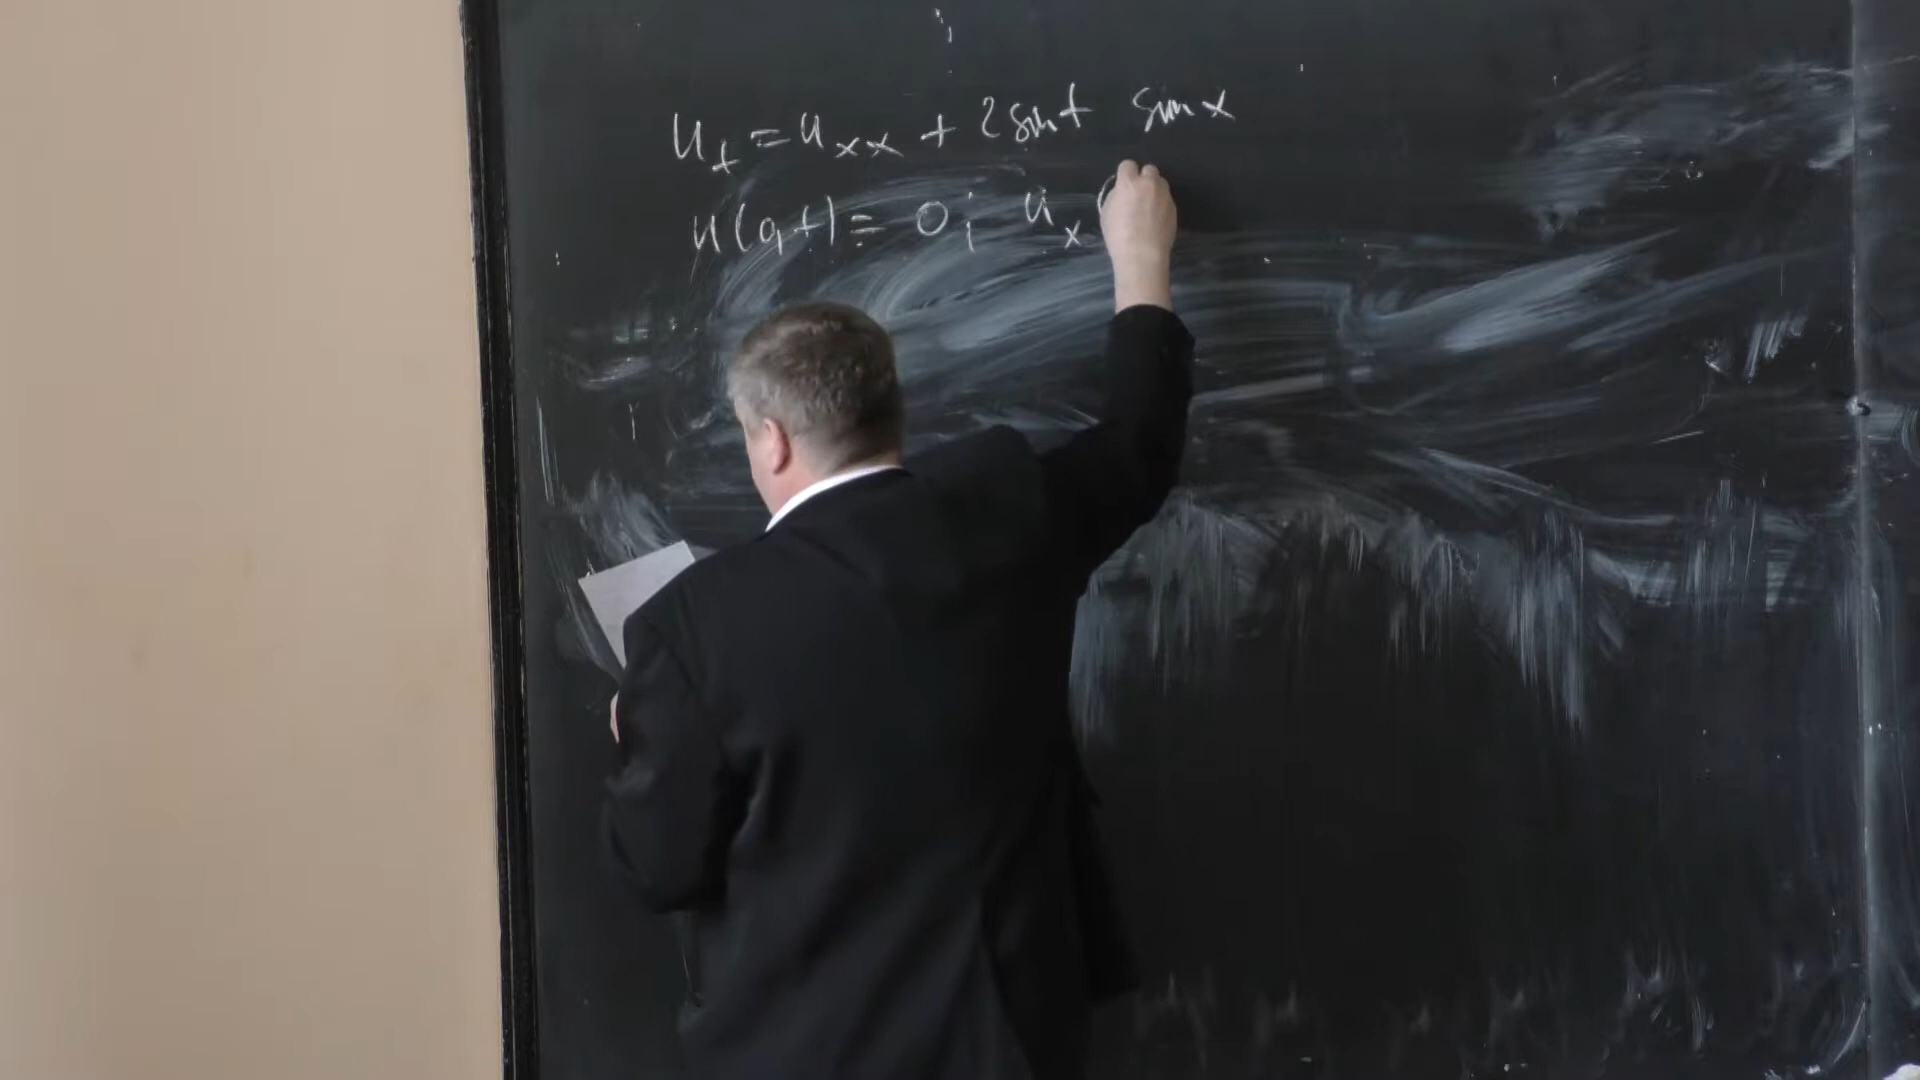 u_t = u_xx + 2 sin t sin x
u(0,t) = 0; u_x(